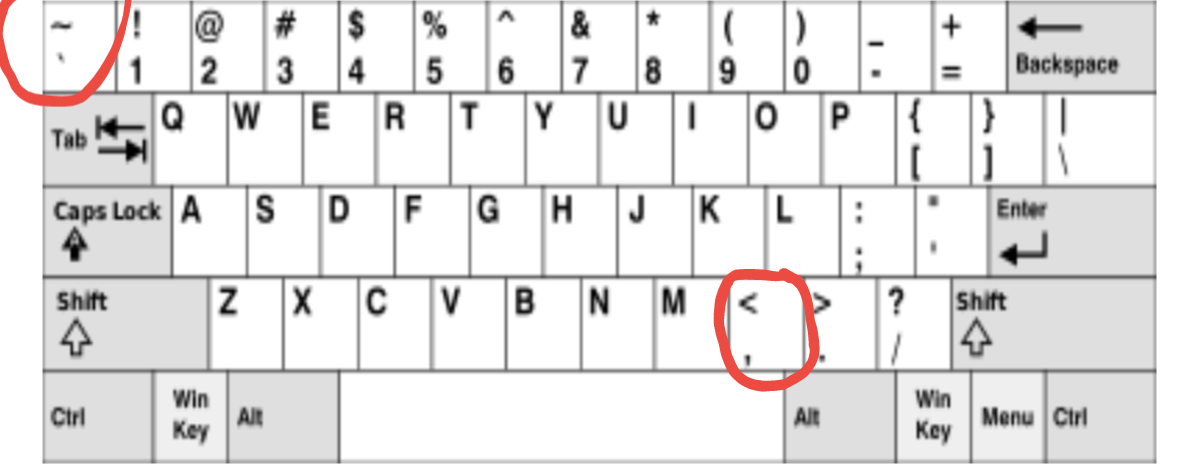 ~ ! @ # $ % ^ & * ( ) _ +
` 1 2 3 4 5 6 7 8 9 0 - = Backspace
Tab Q W E R T Y U I O P { } |
[ ] \
Caps Lock A S D F G H J K L : " Enter
; '
Shift Z X C V B N M < > ? Shift
, . /
Ctrl Win Key Alt Alt Win Key Menu Ctrl